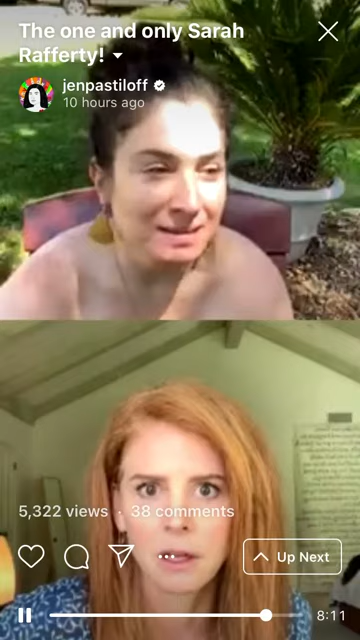 The one and only Sarah
Rafferty!
jenpastiloff
10 hours ago
5,322 views · 38 comments
Up Next
8:11